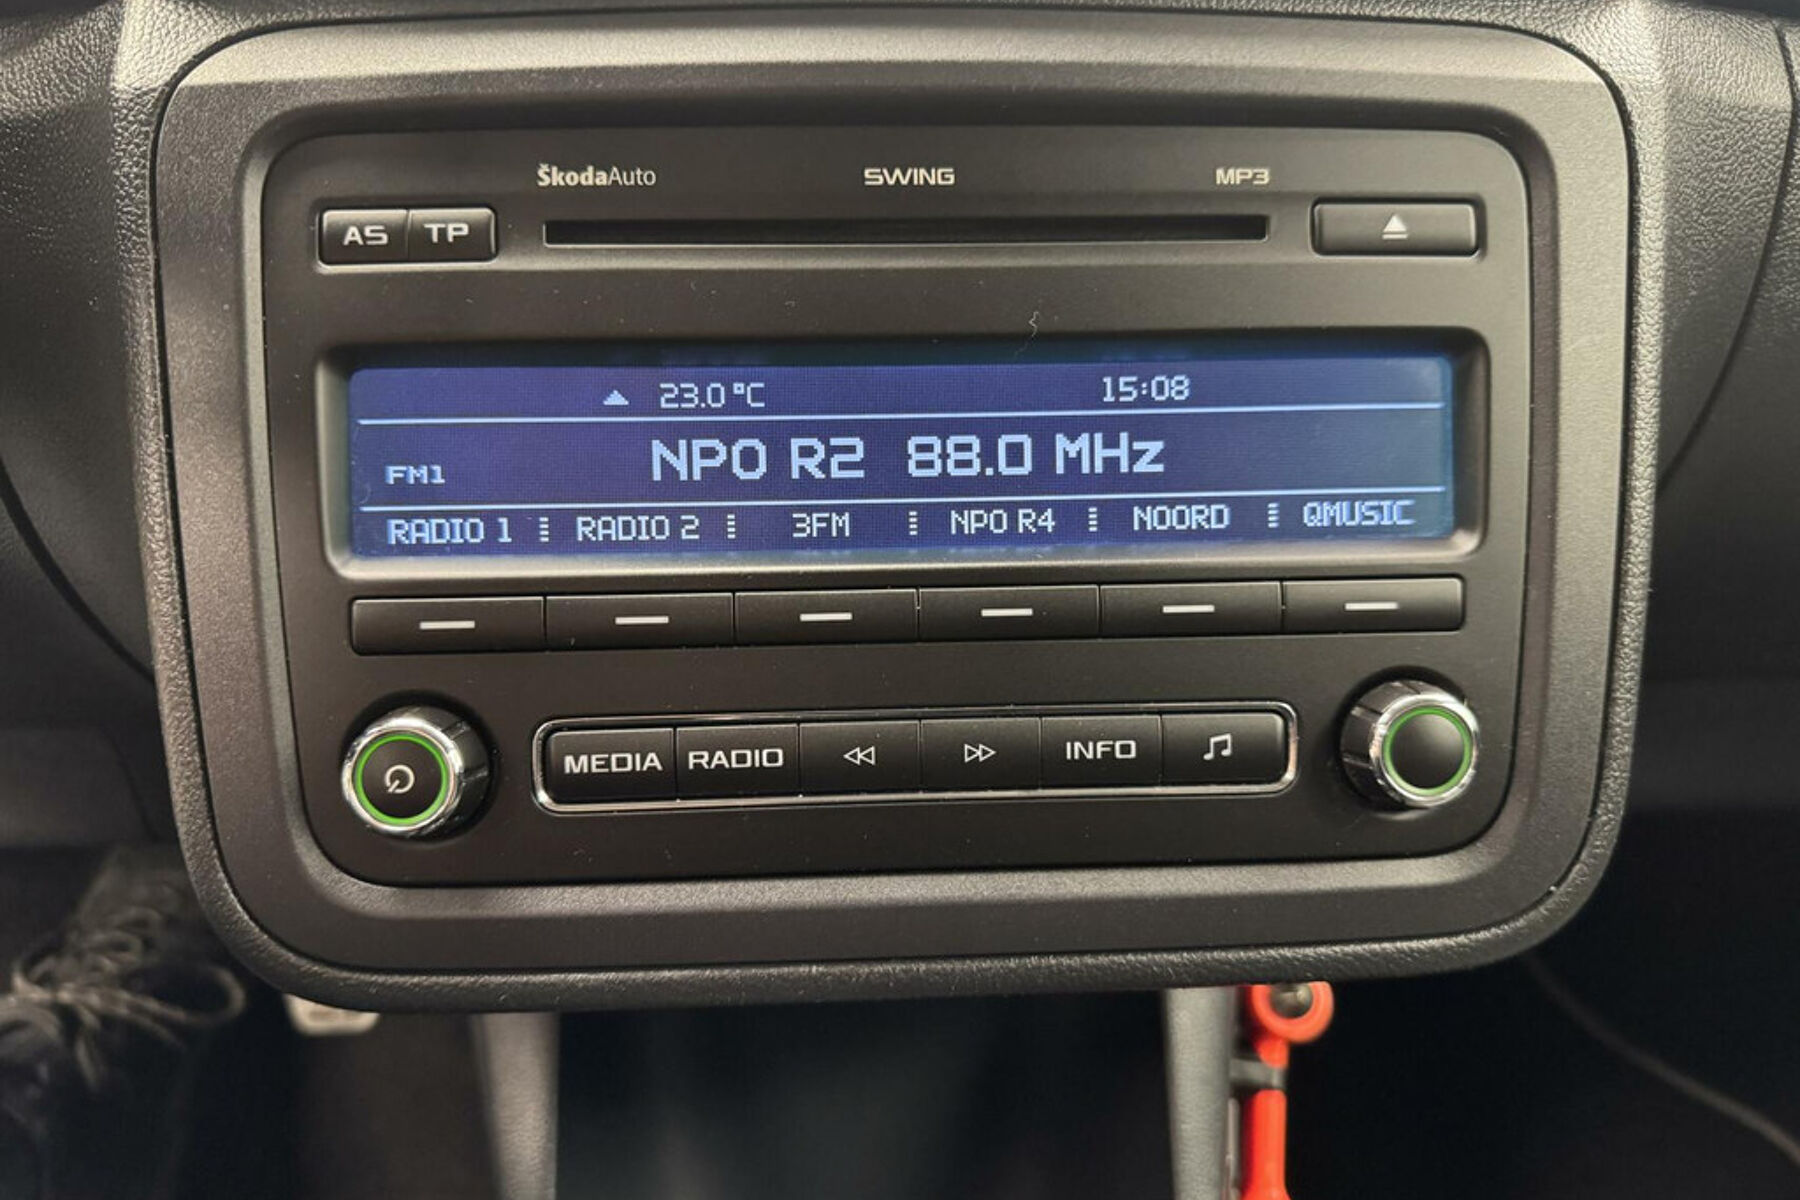 ŠkodaAuto SWING MP3
AS TP
23.0°C 15:08
NPO R2 88.0 MHz
FM1
RADIO 1 RADIO 2 3FM NPO R4 NOORD QMUSIC
MEDIA RADIO INFO